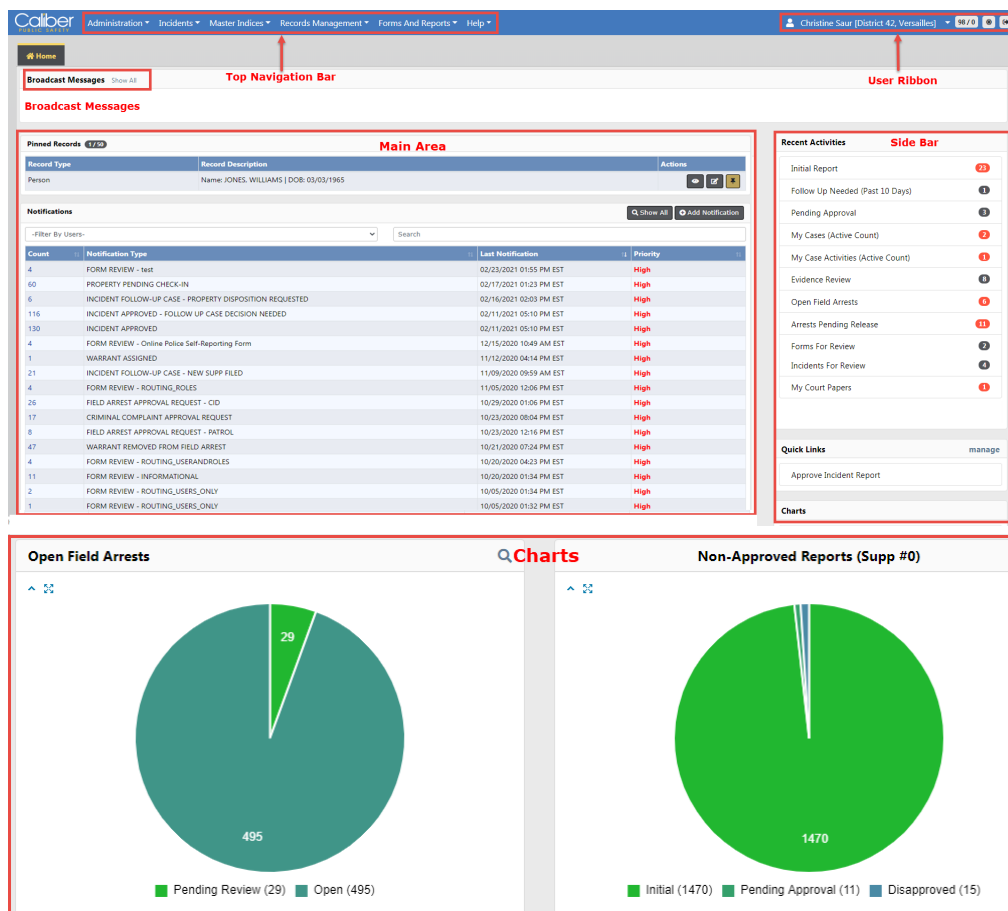 Caliber
PUBLIC SAFETY
Administration Incidents Master Indices Records Management Forms And Reports Help
Christine Saur [District 42, Versailles] 98 / 0
Home
Broadcast Messages Show All
Top Navigation Bar
User Ribbon
Broadcast Messages
Pinned Records 1 / 50
Main Area
Record Type Record Description Actions
Person Name: JONES, WILLIAMS | DOB: 03/03/1965
Notifications Show All Add Notification
-Filter By Users- Search
Count Notification Type Last Notification Priority
4 FORM REVIEW - test 02/23/2021 01:55 PM EST High
60 PROPERTY PENDING CHECK-IN 02/17/2021 01:23 PM EST High
6 INCIDENT FOLLOW-UP CASE - PROPERTY DISPOSITION REQUESTED 02/16/2021 02:03 PM EST High
116 INCIDENT APPROVED - FOLLOW UP CASE DECISION NEEDED 02/11/2021 05:10 PM EST High
130 INCIDENT APPROVED 02/11/2021 05:10 PM EST High
4 FORM REVIEW - Online Police Self-Reporting Form 12/15/2020 10:49 AM EST High
1 WARRANT ASSIGNED 11/12/2020 04:14 PM EST High
21 INCIDENT FOLLOW-UP CASE - NEW SUPP FILED 11/09/2020 09:59 AM EST High
4 FORM REVIEW - ROUTING_ROLES 11/05/2020 12:06 PM EST High
26 FIELD ARREST APPROVAL REQUEST - CID 10/29/2020 01:06 PM EST High
17 CRIMINAL COMPLAINT APPROVAL REQUEST 10/23/2020 08:04 PM EST High
8 FIELD ARREST APPROVAL REQUEST - PATROL 10/23/2020 12:16 PM EST High
47 WARRANT REMOVED FROM FIELD ARREST 10/21/2020 07:24 PM EST High
4 FORM REVIEW - ROUTING_USERANDROLES 10/20/2020 04:23 PM EST High
11 FORM REVIEW - INFORMATIONAL 10/20/2020 01:34 PM EST High
2 FORM REVIEW - ROUTING_USERS_ONLY 10/05/2020 01:34 PM EST High
1 FORM REVIEW - ROUTING_USERS_ONLY 10/05/2020 01:32 PM EST High
Recent Activities Side Bar
Initial Report 23
Follow Up Needed (Past 10 Days) 1
Pending Approval 3
My Cases (Active Count) 2
My Case Activities (Active Count) 1
Evidence Review 8
Open Field Arrests 6
Arrests Pending Release 11
Forms For Review 2
Incidents For Review 4
My Court Papers 1
Quick Links manage
Approve Incident Report
Charts
Open Field Arrests Charts Non-Approved Reports (Supp #0)
29
495
1470
Pending Review (29) Open (495)
Initial (1470) Pending Approval (11) Disapproved (15)